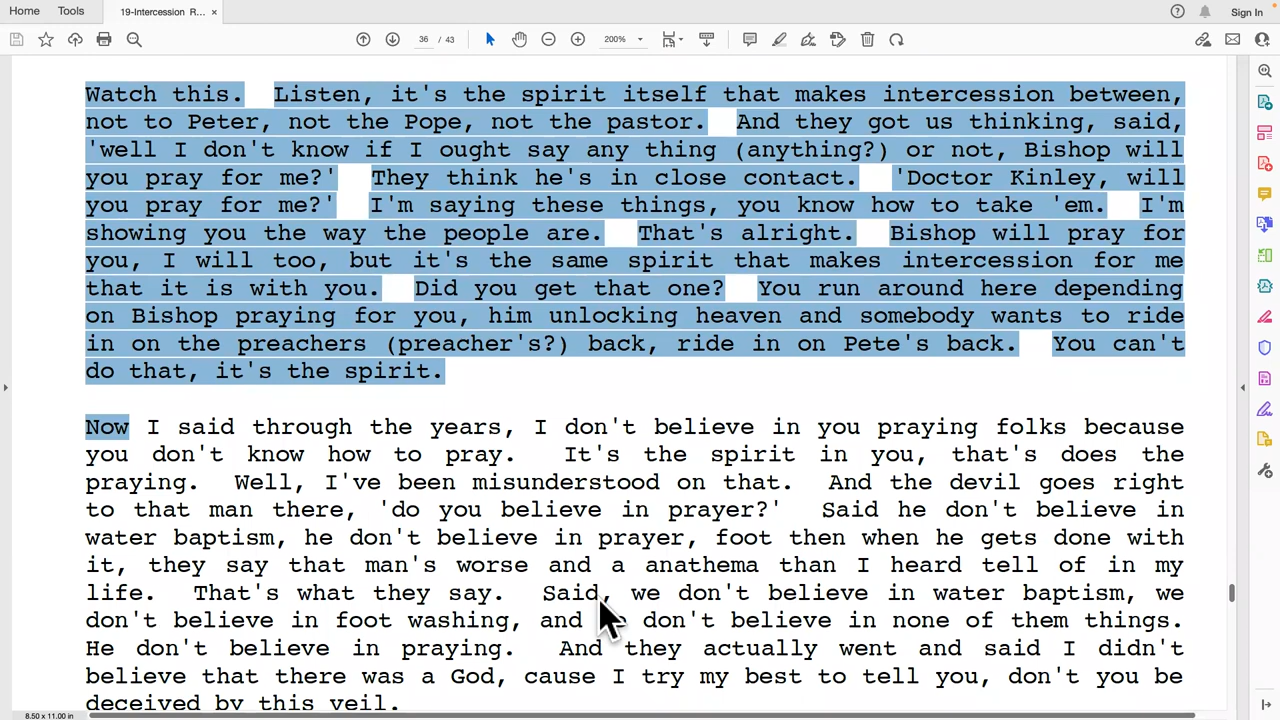 Home
Tools
19-Intercession R... ×
Sign In
36 / 43
200%
Watch this. Listen, it's the spirit itself that makes intercession between,
not to Peter, not the Pope, not the pastor. And they got us thinking, said,
'well I don't know if I ought say any thing (anything?) or not, Bishop will
you pray for me?' They think he's in close contact. 'Doctor Kinley, will
you pray for me?' I'm saying these things, you know how to take 'em. I'm
showing you the way the people are. That's alright. Bishop will pray for
you, I will too, but it's the same spirit that makes intercession for me
that it is with you. Did you get that one? You run around here depending
on Bishop praying for you, him unlocking heaven and somebody wants to ride
in on the preachers (preacher's?) back, ride in on Pete's back. You can't
do that, it's the spirit.
Now I said through the years, I don't believe in you praying folks because
you don't know how to pray. It's the spirit in you, that's does the
praying. Well, I've been misunderstood on that. And the devil goes right
to that man there, 'do you believe in prayer?' Said he don't believe in
water baptism, he don't believe in prayer, foot then when he gets done with
it, they say that man's worse and a anathema than I heard tell of in my
life. That's what they say. Said, we don't believe in water baptism, we
don't believe in foot washing, and don't believe in none of them things.
He don't believe in praying. And they actually went and said I didn't
believe that there was a God, cause I try my best to tell you, don't you be
deceived by this veil.
8.50 x 11.00 in